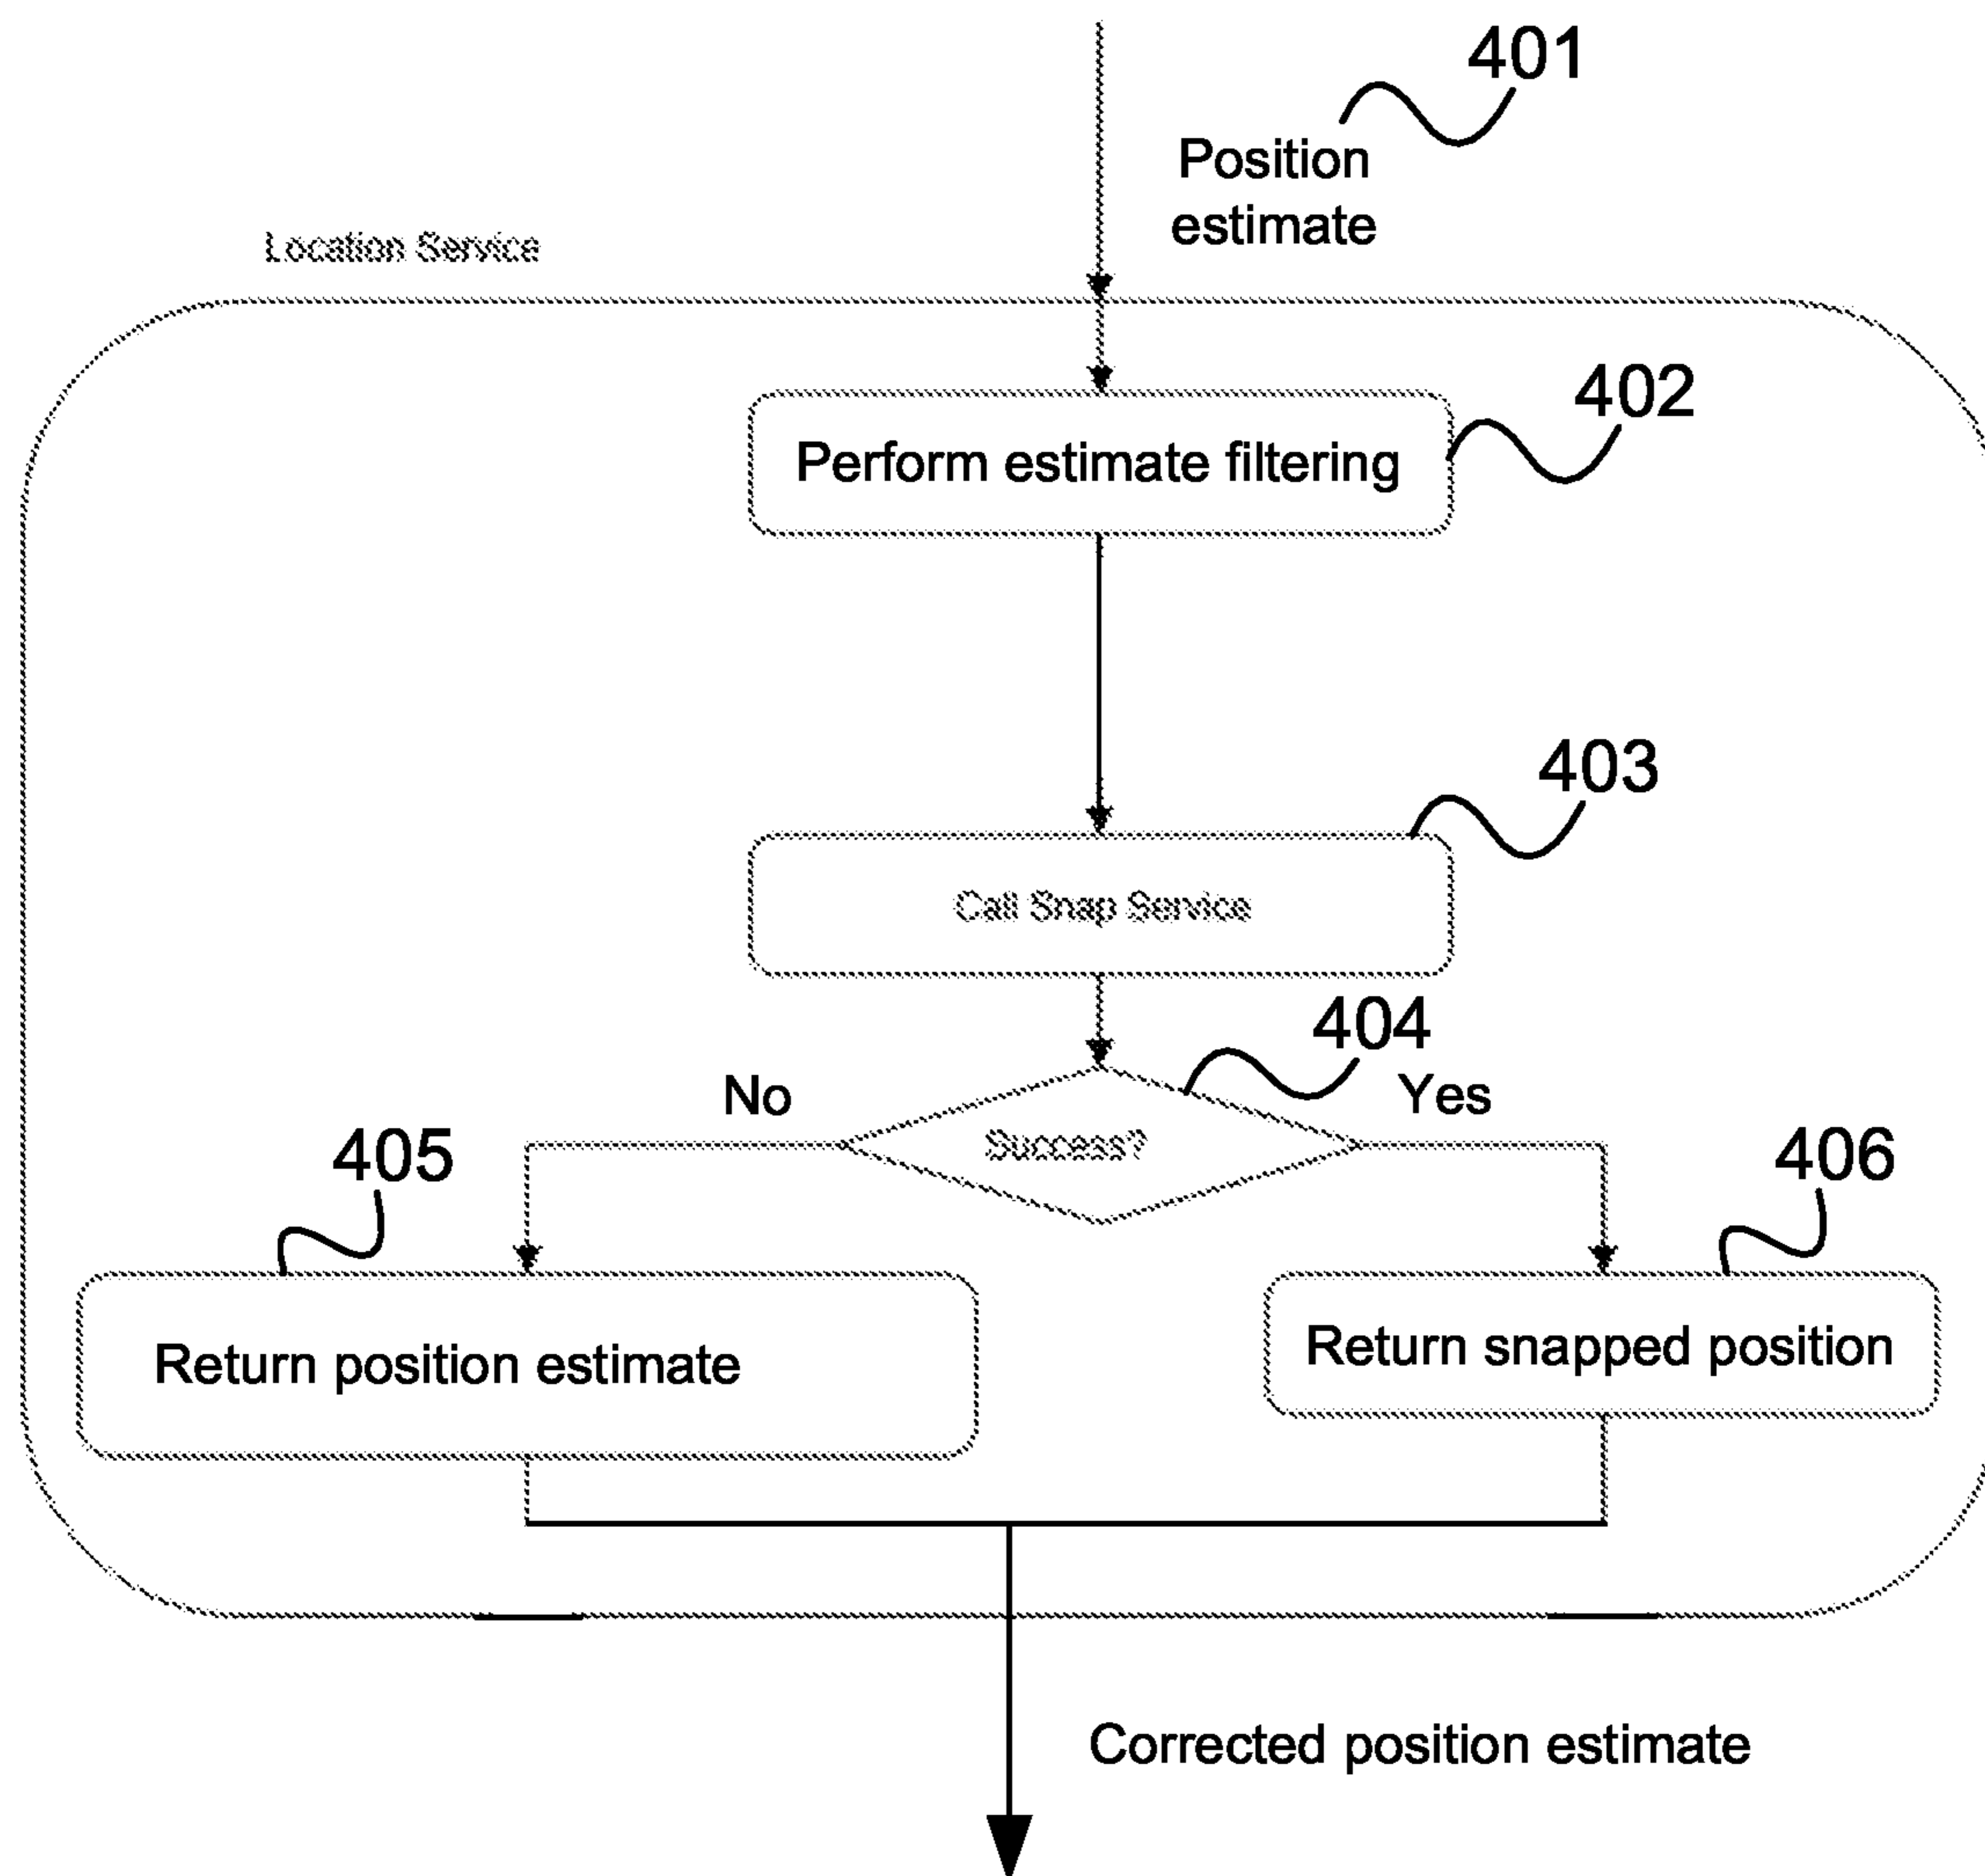 401
Position
estimate
Location Service
402
Perform estimate filtering
403
Call Snap Service
404
No
Yes
Success?
405
406
Return position estimate
Return snapped position
Corrected position estimate